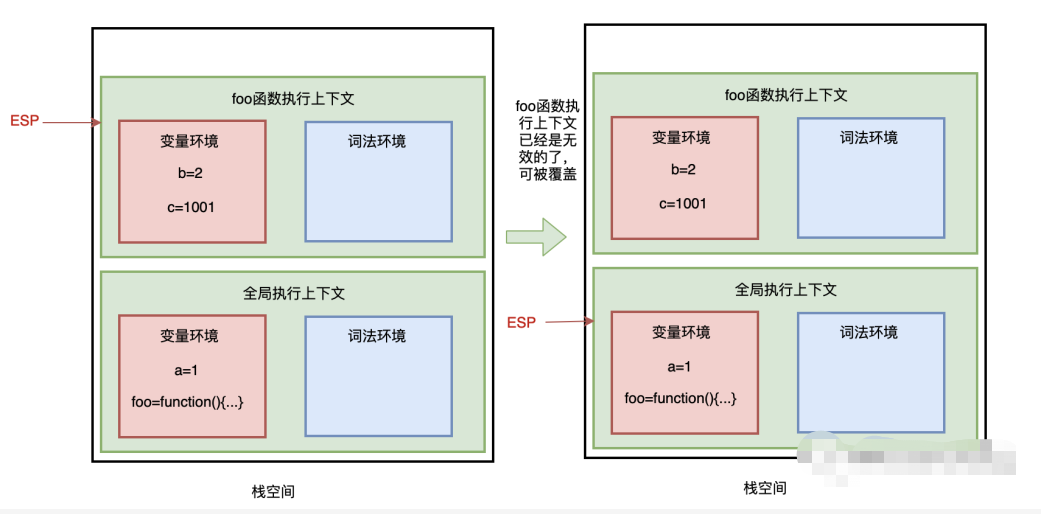 foo函数执行上下文
ESP
变量环境
词法环境
b=2
c=1001
全局执行上下文
变量环境
词法环境
a=1
foo=function(){...}
栈空间
foo函数执
行上下文
已经是无
效的了，
可被覆盖
foo函数执行上下文
变量环境
词法环境
b=2
c=1001
全局执行上下文
ESP
变量环境
词法环境
a=1
foo=function(){...}
栈空间